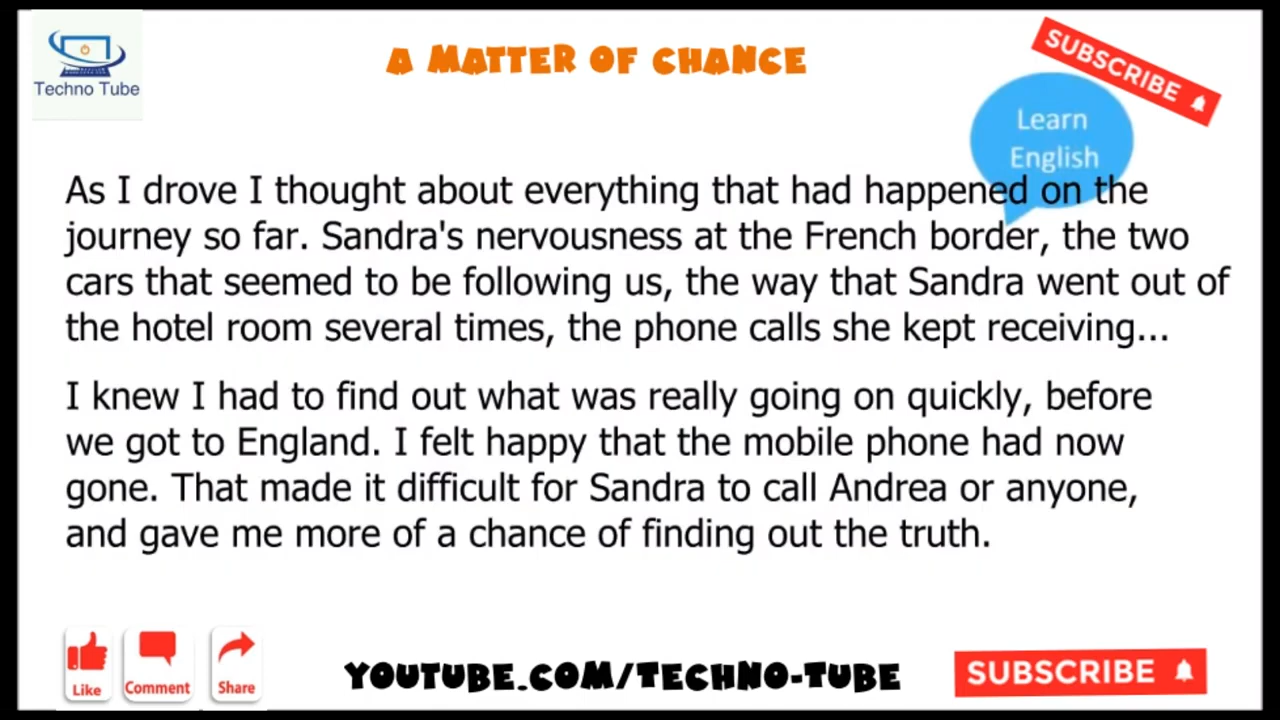 Techno Tube
A MATTER OF CHANCE
SUBSCRIBE
Learn
English
As I drove I thought about everything that had happened on the
journey so far. Sandra's nervousness at the French border, the two
cars that seemed to be following us, the way that Sandra went out of
the hotel room several times, the phone calls she kept receiving...
I knew I had to find out what was really going on quickly, before
we got to England. I felt happy that the mobile phone had now
gone. That made it difficult for Sandra to call Andrea or anyone,
and gave me more of a chance of finding out the truth.
Like
Comment
Share
YOUTUBE.COM/TECHNO-TUBE
SUBSCRIBE